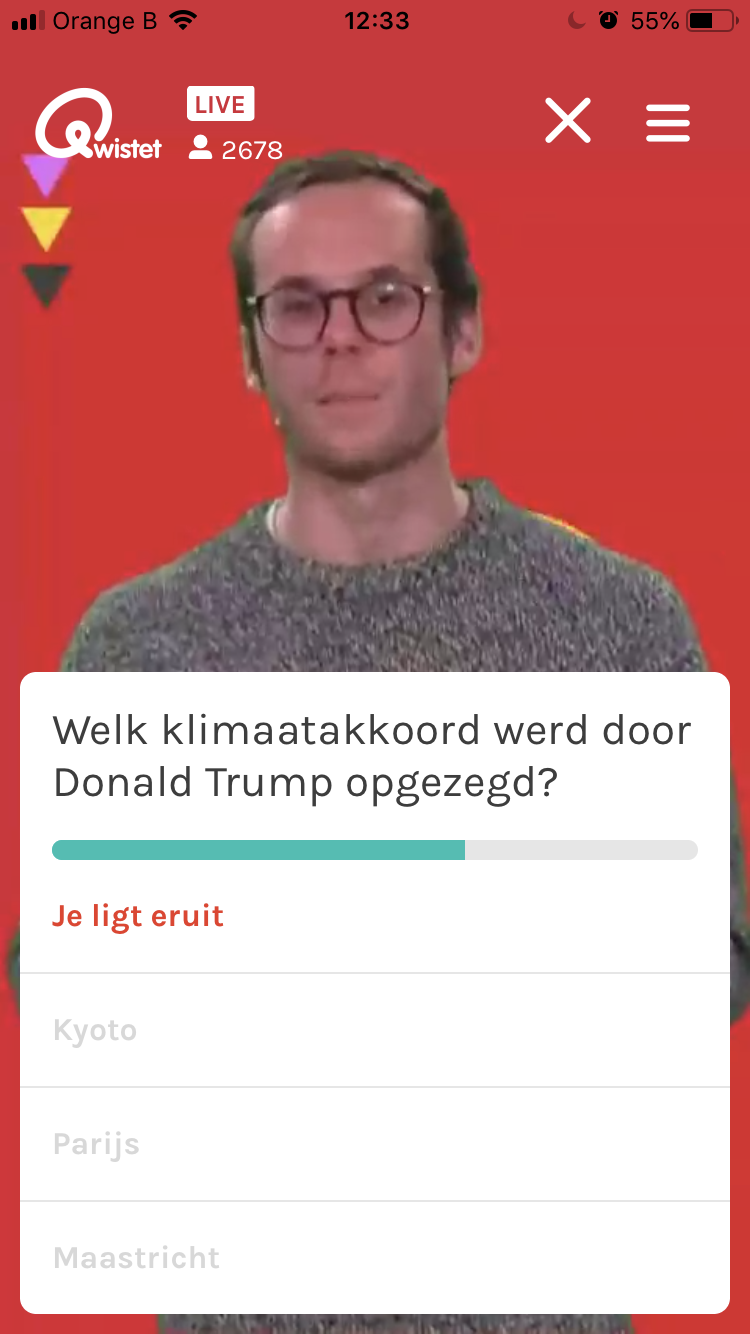 Orange B 12:33 55%
Qwistet
LIVE
2678
Welk klimaatakkoord werd door
Donald Trump opgezegd?
Je ligt eruit
Kyoto
Parijs
Maastricht